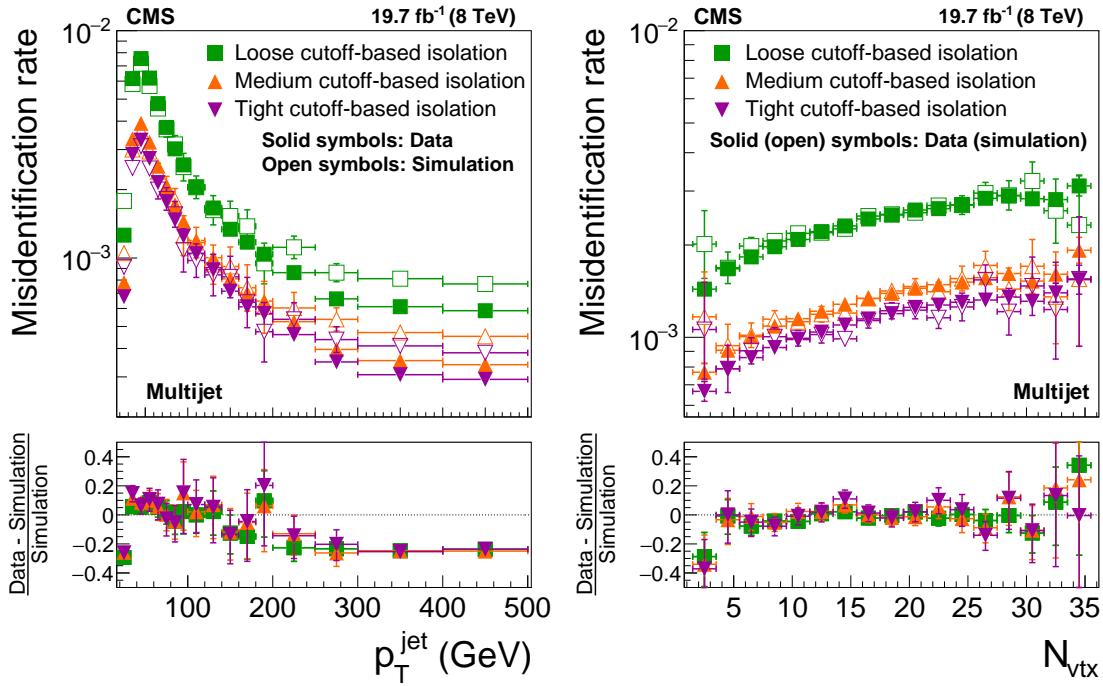 CMS 19.7 fb⁻¹ (8 TeV)
Misidentification rate
10⁻²
10⁻³
Loose cutoff-based isolation
Medium cutoff-based isolation
Tight cutoff-based isolation
Solid symbols: Data
Open symbols: Simulation
Multijet
Data - Simulation
Simulation
0.4
0.2
0
−0.2
−0.4
100 200 300 400 500
p_T^jet (GeV)
CMS 19.7 fb⁻¹ (8 TeV)
Misidentification rate
10⁻²
10⁻³
Loose cutoff-based isolation
Medium cutoff-based isolation
Tight cutoff-based isolation
Solid (open) symbols: Data (simulation)
Multijet
Data - Simulation
Simulation
0.4
0.2
0
−0.2
−0.4
5 10 15 20 25 30 35
N_vtx